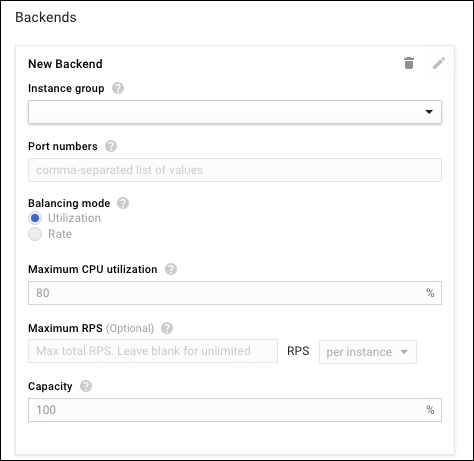 Backends
New Backend
Instance group ?
Port numbers ?
comma-separated list of values
Balancing mode ?
Utilization
Rate
Maximum CPU utilization ?
80 %
Maximum RPS (Optional) ?
Max total RPS. Leave blank for unlimited RPS per instance
Capacity ?
100 %